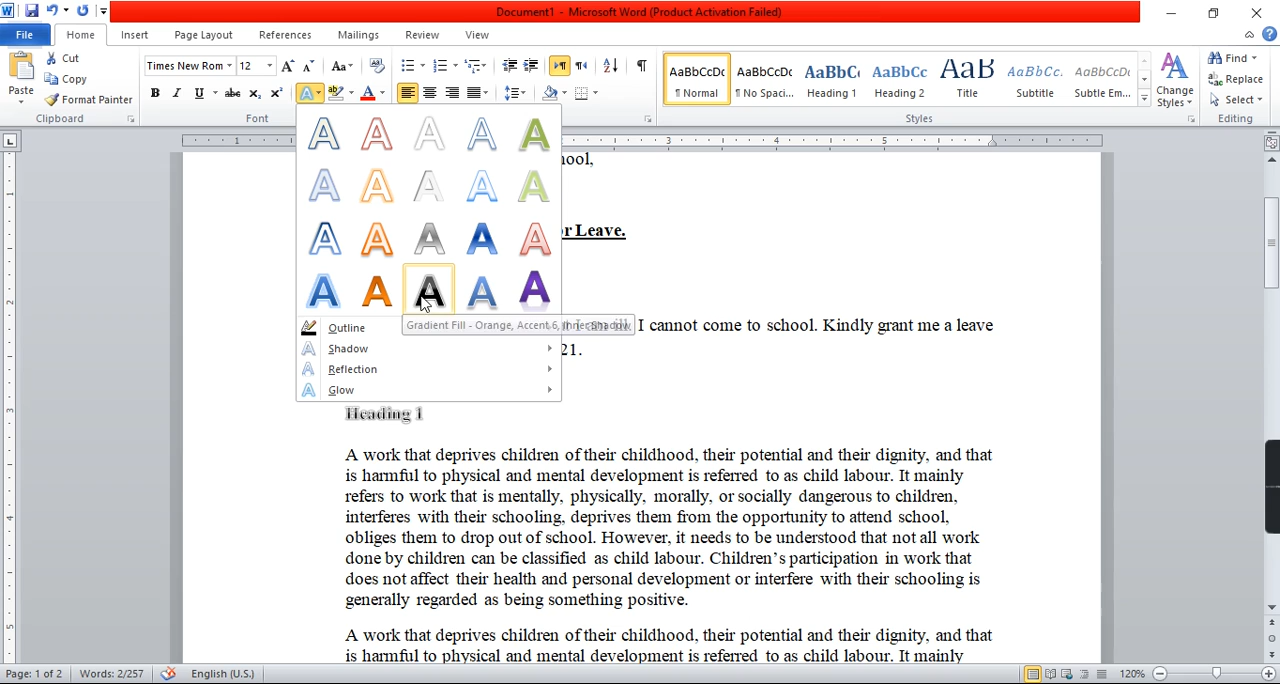 Document1 - Microsoft Word (Product Activation Failed)
File Home Insert Page Layout References Mailings Review View
Paste
Cut
Copy
Format Painter
Clipboard
Times New Rom 12
Font
AaBbCcDc AaBbCcDc AaBbC AaBbCc AaB AaBbCc. AaBbCcDc
¶ Normal ¶ No Spaci... Heading 1 Heading 2 Title Subtitle Subtle Em...
Styles
Change Styles
Find
Replace
Select
Editing
ool,
r Leave.
Outline
Shadow
Reflection
Glow
Gradient Fill - Orange, Accent 6, Inner Shadow
I cannot come to school. Kindly grant me a leave
21.
Heading 1
A work that deprives children of their childhood, their potential and their dignity, and that
is harmful to physical and mental development is referred to as child labour. It mainly
refers to work that is mentally, physically, morally, or socially dangerous to children,
interferes with their schooling, deprives them from the opportunity to attend school,
obliges them to drop out of school. However, it needs to be understood that not all work
done by children can be classified as child labour. Children's participation in work that
does not affect their health and personal development or interfere with their schooling is
generally regarded as being something positive.
A work that deprives children of their childhood, their potential and their dignity, and that
is harmful to physical and mental development is referred to as child labour. It mainly
Page: 1 of 2 Words: 2/257 English (U.S.) 120%